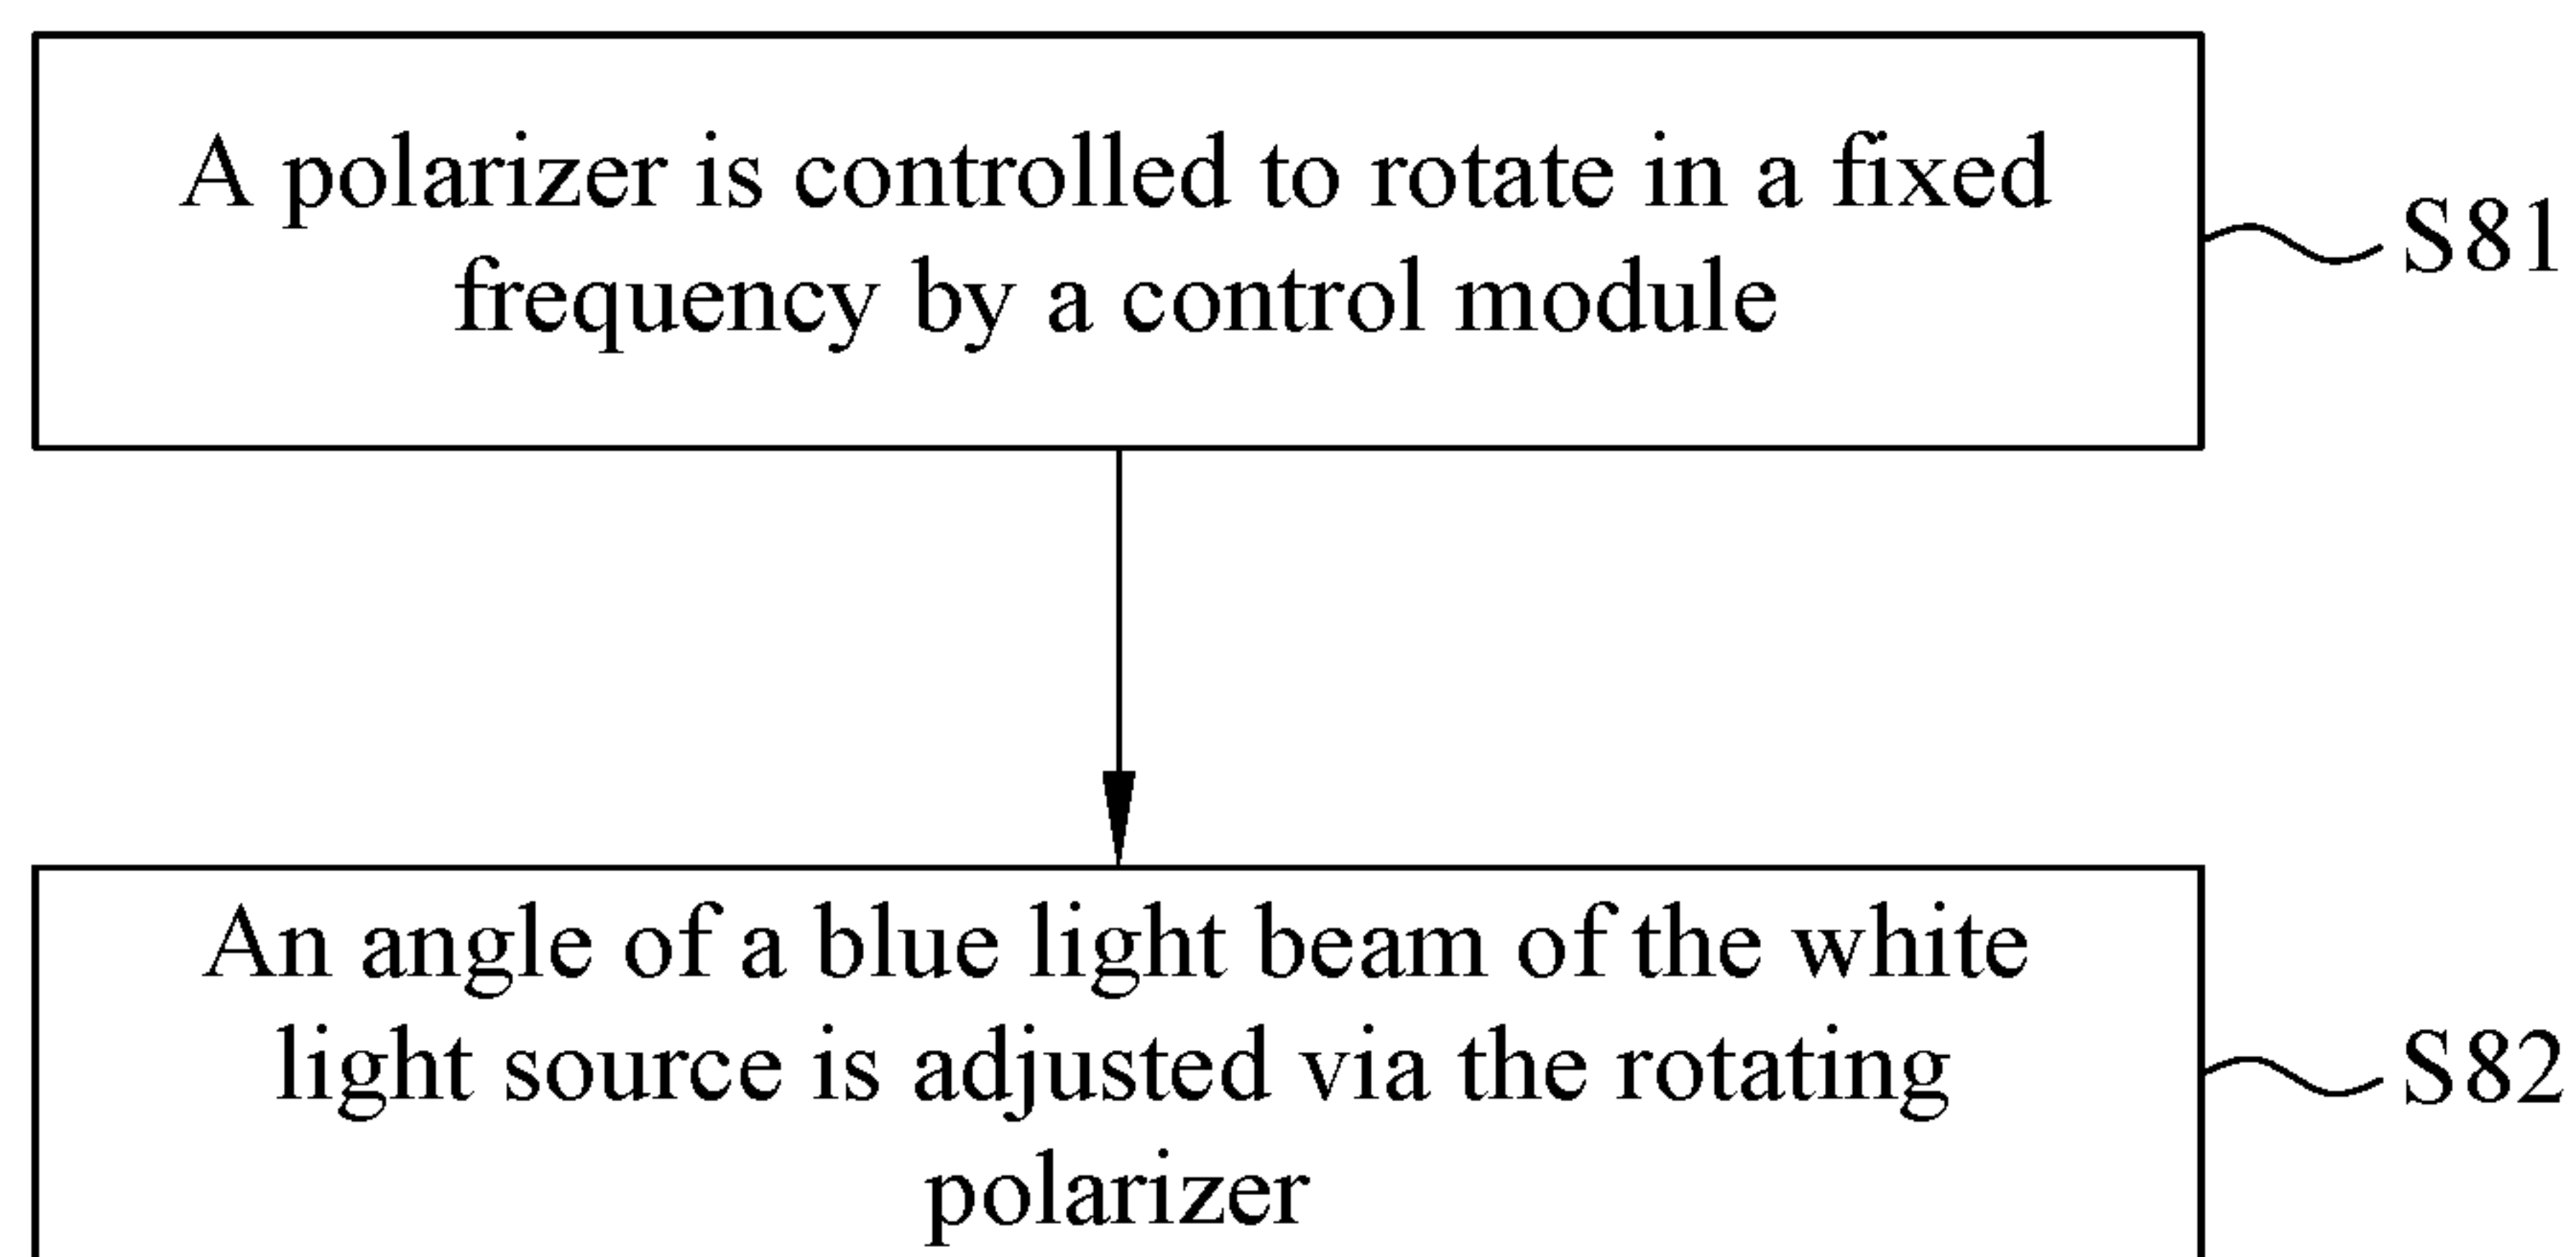 A polarizer is controlled to rotate in a fixed
frequency by a control module
S81
An angle of a blue light beam of the white
light source is adjusted via the rotating
polarizer
S82